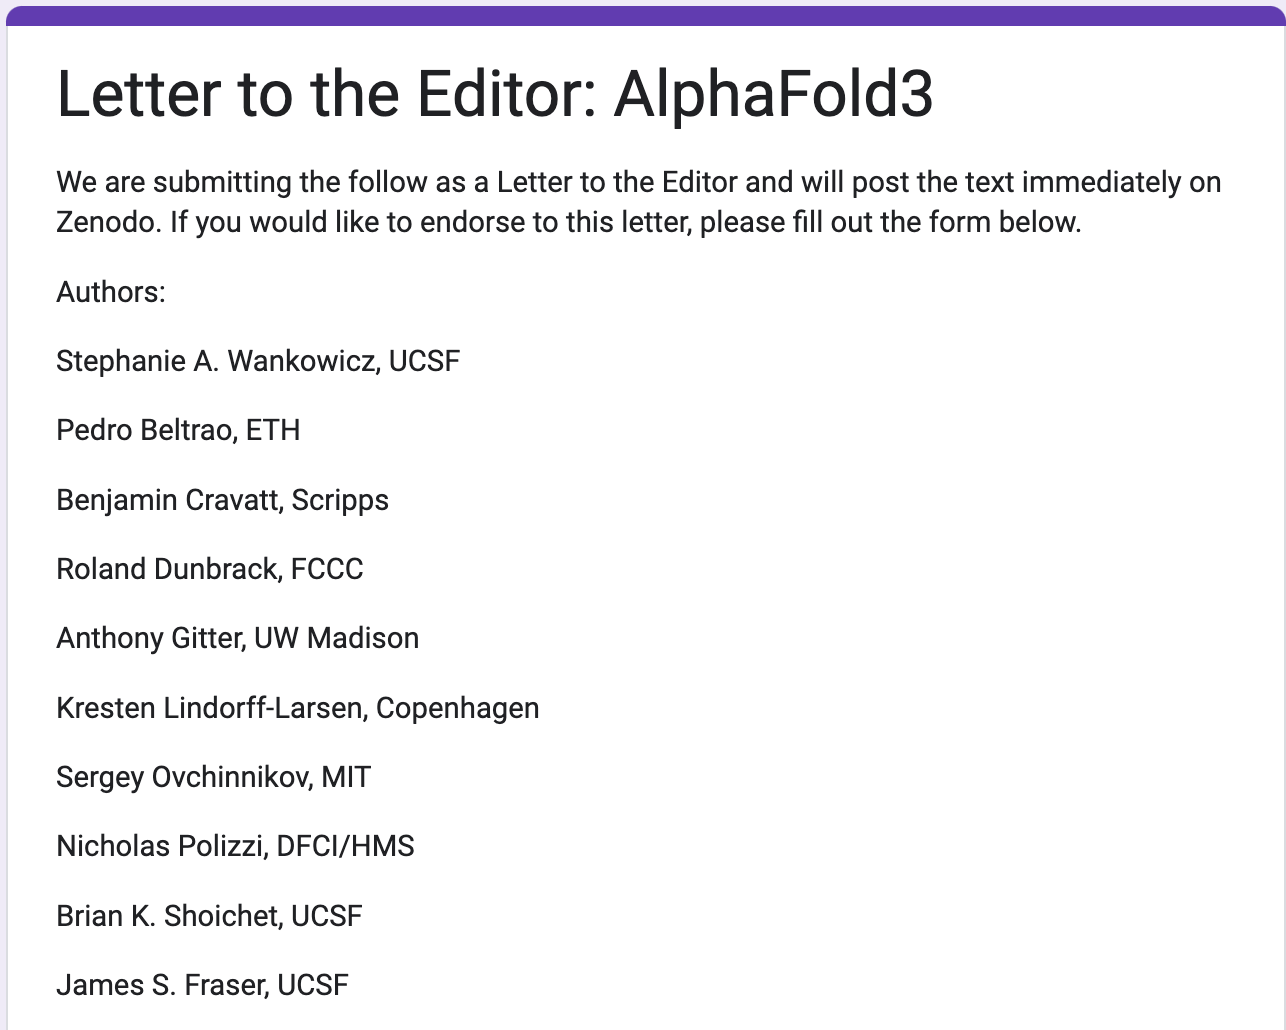 Letter to the Editor: AlphaFold3
We are submitting the follow as a Letter to the Editor and will post the text immediately on
Zenodo. If you would like to endorse to this letter, please fill out the form below.
Authors:
Stephanie A. Wankowicz, UCSF
Pedro Beltrao, ETH
Benjamin Cravatt, Scripps
Roland Dunbrack, FCCC
Anthony Gitter, UW Madison
Kresten Lindorff-Larsen, Copenhagen
Sergey Ovchinnikov, MIT
Nicholas Polizzi, DFCI/HMS
Brian K. Shoichet, UCSF
James S. Fraser, UCSF